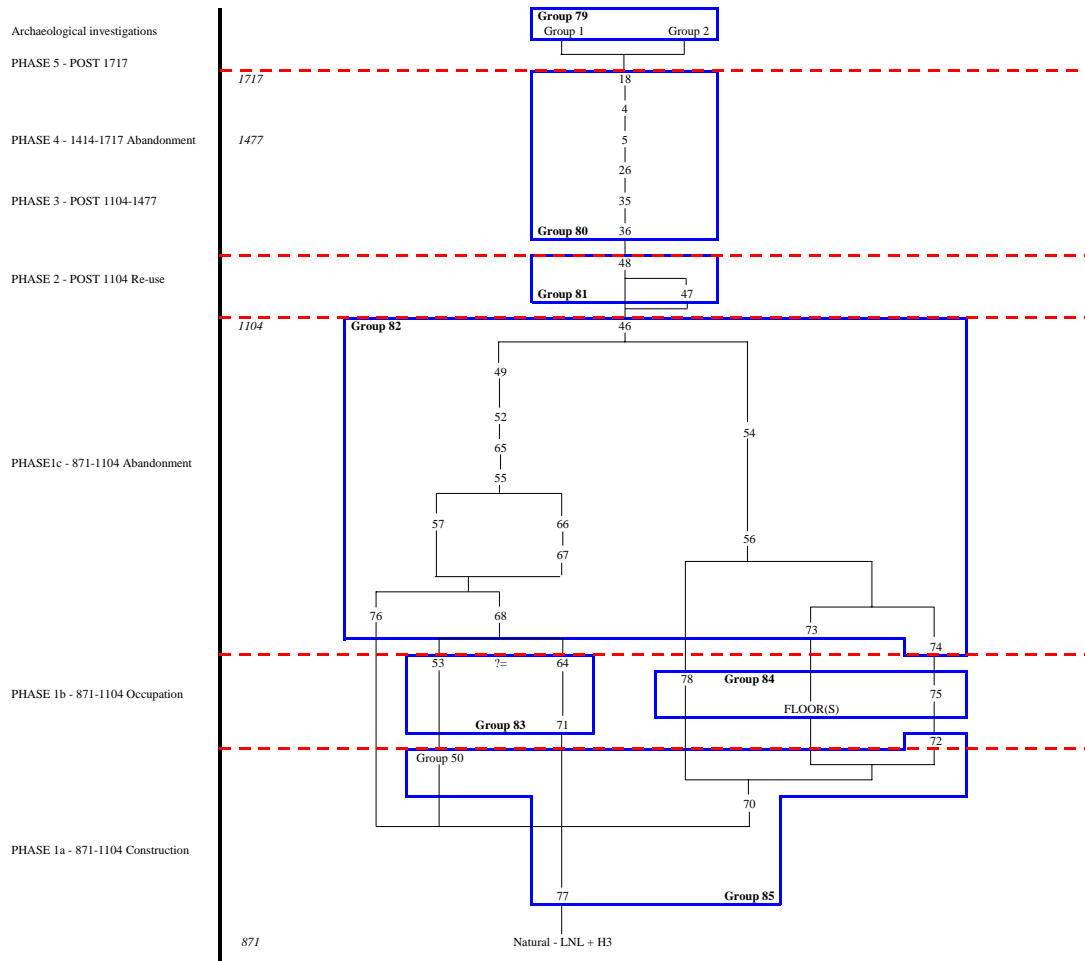 Group 79
Archaeological investigations
Group 1
Group 2
PHASE 5 - POST 1717
1717
18
4
PHASE 4 - 1414-1717 Abandonment
1477
5
26
PHASE 3 - POST 1104-1477
35
Group 80
36
48
PHASE 2 - POST 1104 Re-use
Group 81
47
1104
Group 82
46
49
52
54
65
PHASE1c - 871-1104 Abandonment
55
57
66
56
67
76
68
73
74
53
?=
64
78
Group 84
PHASE 1b - 871-1104 Occupation
75
FLOOR(S)
Group 83
71
72
Group 50
70
PHASE 1a - 871-1104 Construction
77
Group 85
871
Natural - LNL + H3